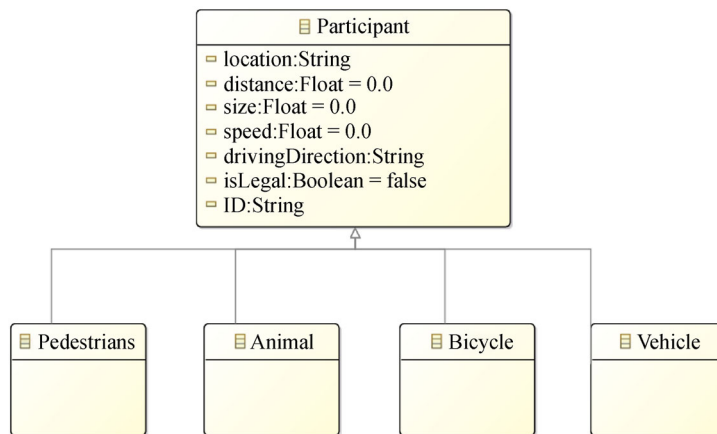 Participant
location:String
distance:Float = 0.0
size:Float = 0.0
speed:Float = 0.0
drivingDirection:String
isLegal:Boolean = false
ID:String
Pedestrians
Animal
Bicycle
Vehicle